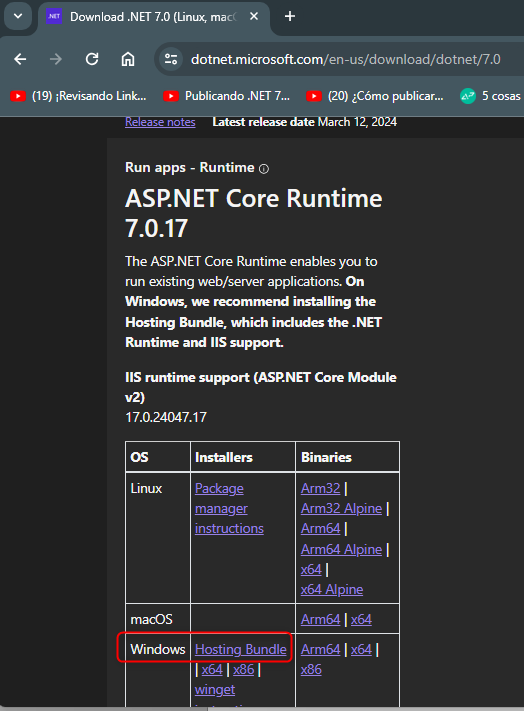 Download .NET 7.0 (Linux, mac
dotnet.microsoft.com/en-us/download/dotnet/7.0
(19) ¡Revisando Link...
Publicando .NET 7...
(20) ¿Cómo publicar...
5 cosas
Release notes
Latest release date March 12, 2024
Run apps - Runtime
ASP.NET Core Runtime
7.0.17
The ASP.NET Core Runtime enables you to
run existing web/server applications. On
Windows, we recommend installing the
Hosting Bundle, which includes the .NET
Runtime and IIS support.
IIS runtime support (ASP.NET Core Module
v2)
17.0.24047.17
OS Installers Binaries
Linux
Package
manager
instructions
Arm32 |
Arm32 Alpine |
Arm64 |
Arm64 Alpine |
x64 |
x64 Alpine
macOS
Arm64 | x64
Windows
Hosting Bundle
| x64 | x86 |
winget
Arm64 | x64 |
x86